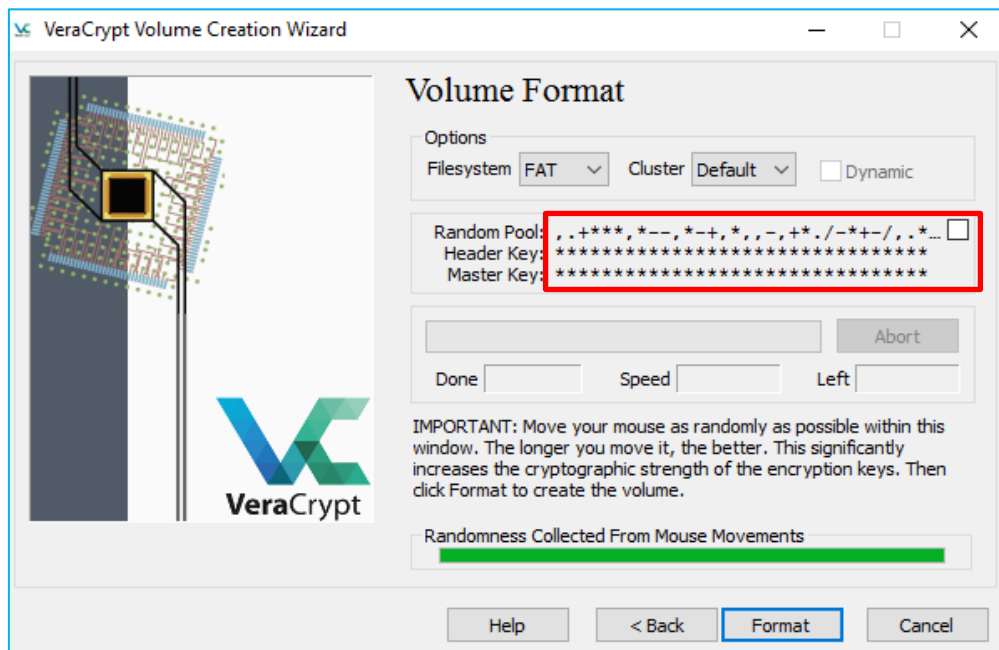 VeraCrypt Volume Creation Wizard
Volume Format
Options
Filesystem FAT Cluster Default Dynamic
Random Pool: ,.+***,*--,*-+,*,,-,+*./-*+-/,.*...
Header Key: ********************************
Master Key: ********************************
Abort
Done Speed Left
IMPORTANT: Move your mouse as randomly as possible within this
window. The longer you move it, the better. This significantly
increases the cryptographic strength of the encryption keys. Then
click Format to create the volume.
VeraCrypt
Randomness Collected From Mouse Movements
Help < Back Format Cancel